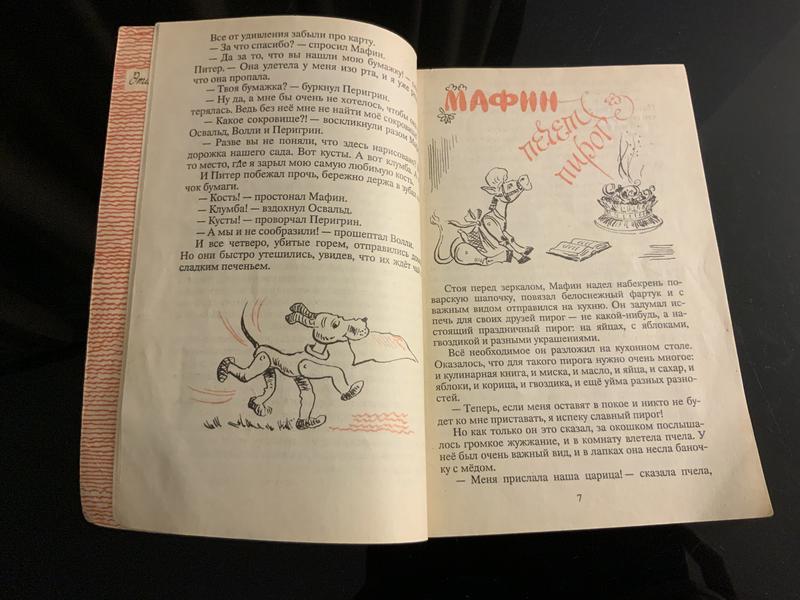 Эта
Все от удивления забыли про карту.
— За что спасибо? — спросил Мафин.
— Да за то, что вы нашли мою бумажку! —
Питер. — Она улетела у меня изо рта, и я уже
что она пропала.
— Твоя бумажка? — буркнул Перигрин.
— Ну да, а мне бы очень не хотелось, чтобы она
терялась. Ведь без неё мне не найти моё сокровище
— Какое сокровище?! — воскликнули разом
Освальд, Волли и Перигрин.
— Разве вы не поняли, что здесь нарисована
дорожка нашего сада. Вот кусты. А вот клумба. А
то место, где я зарыл мою самую любимую кость.
И Питер побежал прочь, бережно держа в зубах
чок бумаги.
— Кость! — простонал Мафин.
— Клумба! — вздохнул Освальд.
— Кусты! — проворчал Перигрин.
— А мы и не сообразили! — прошептал Волли.
И все четверо, убитые горем, отправились
Но они быстро утешились, увидев, что их ждёт чай
сладким печеньем.
МАФИН
ПЕЧЕТ
ПИРОГ
Стоя перед зеркалом, Мафин надел набекрень по-
варскую шапочку, повязал белоснежный фартук и с
важным видом отправился на кухню. Он задумал ис-
печь для своих друзей пирог — не какой-нибудь, а на-
стоящий праздничный пирог: на яйцах, с яблоками,
гвоздикой и разными украшениями.
Всё необходимое он разложил на кухонном столе.
Оказалось, что для такого пирога нужно очень многое:
и кулинарная книга, и миска, и масло, и яйца, и сахар, и
яблоки, и корица, и гвоздика, и ещё уйма разных разно-
стей.
— Теперь, если меня оставят в покое и никто не бу-
дет ко мне приставать, я испеку славный пирог!
Но как только он это сказал, за окошком послыша-
лось громкое жужжание, и в комнату влетела пчела. У
неё был очень важный вид, и в лапках она несла баноч-
ку с мёдом.
— Меня прислала наша царица! — сказала пчела,
7